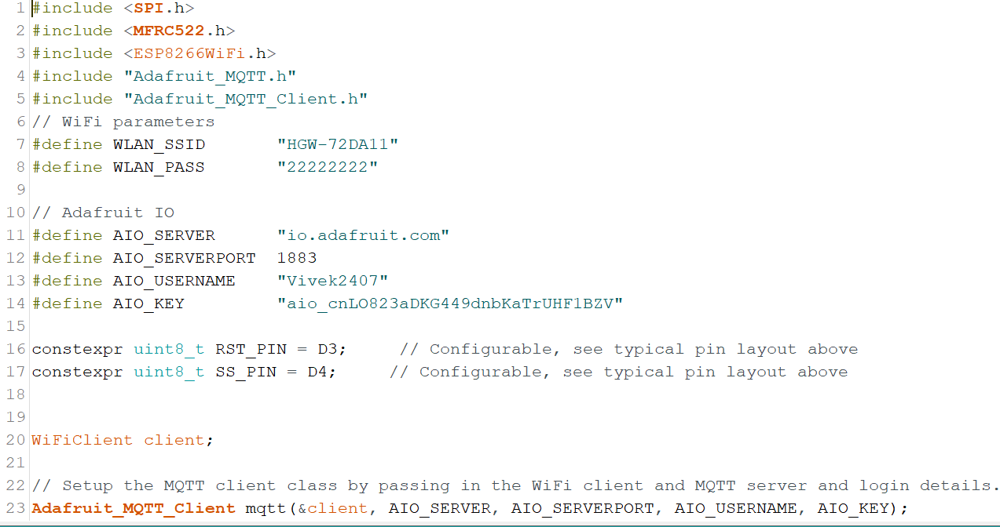 1 #include <SPI.h>
2 #include <MFRC522.h>
3 #include <ESP8266WiFi.h>
4 #include "Adafruit_MQTT.h"
5 #include "Adafruit_MQTT_Client.h"
6 // WiFi parameters
7 #define WLAN_SSID       "HGW-72DA11"
8 #define WLAN_PASS       "22222222"
9
10 // Adafruit IO
11 #define AIO_SERVER      "io.adafruit.com"
12 #define AIO_SERVERPORT  1883
13 #define AIO_USERNAME    "Vivek2407"
14 #define AIO_KEY         "aio_cnLO823aDKG449dnbKaTrUHF1BZV"
15
16 constexpr uint8_t RST_PIN = D3;     // Configurable, see typical pin layout above
17 constexpr uint8_t SS_PIN = D4;     // Configurable, see typical pin layout above
18
19
20 WiFiClient client;
21
22 // Setup the MQTT client class by passing in the WiFi client and MQTT server and login details.
23 Adafruit_MQTT_Client mqtt(&client, AIO_SERVER, AIO_SERVERPORT, AIO_USERNAME, AIO_KEY);